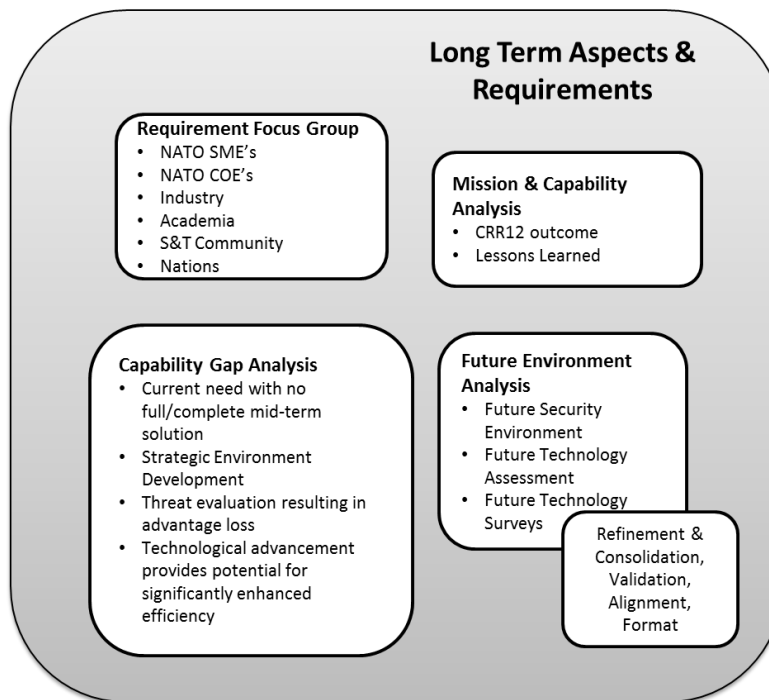 Long Term Aspects &
Requirements
Requirement Focus Group
• NATO SME's
• NATO COE's
• Industry
• Academia
• S&T Community
• Nations
Mission & Capability
Analysis
• CRR12 outcome
• Lessons Learned
Capability Gap Analysis
• Current need with no
full/complete mid-term
solution
• Strategic Environment
Development
• Threat evaluation resulting in
advantage loss
• Technological advancement
provides potential for
significantly enhanced
efficiency
Future Environment
Analysis
• Future Security
Environment
• Future Technology
Assessment
• Future Technology
Surveys
Refinement &
Consolidation,
Validation,
Alignment,
Format